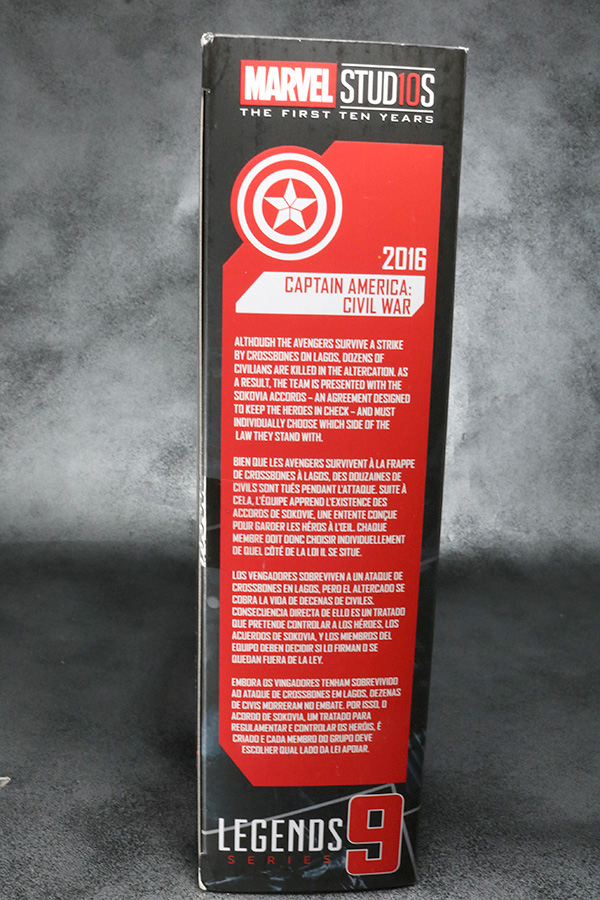 MARVEL STUD10S
THE FIRST TEN YEARS
2016
CAPTAIN AMERICA:
CIVIL WAR
ALTHOUGH THE AVENGERS SURVIVE A STRIKE
BY CROSSBONES ON LAGOS, DOZENS OF
CIVILIANS ARE KILLED IN THE ALTERCATION. AS
A RESULT, THE TEAM IS PRESENTED WITH THE
SOKOVIA ACCORDS – AN AGREEMENT DESIGNED
TO KEEP THE HEROES IN CHECK – AND MUST
INDIVIDUALLY CHOOSE WHICH SIDE OF THE
LAW THEY STAND WITH.
BIEN QUE LES AVENGERS SURVIVENT À LA FRAPPE
DE CROSSBONES À LAGOS, DES DOUZAINES DE
CIVILS SONT TUÉS PENDANT L'ATTAQUE. SUITE À
CELA, L'ÉQUIPE APPREND L'EXISTENCE DES
ACCORDS DE SOKOVIE, UNE ENTENTE CONÇUE
POUR GARDER LES HÉROS À L'ŒIL. CHAQUE
MEMBRE DOIT DONC CHOISIR INDIVIDUELLEMENT
DE QUEL CÔTÉ DE LA LOI IL SE SITUE.
LOS VENGADORES SOBREVIVEN A UN ATAQUE DE
CROSSBONES EN LAGOS, PERO EL ALTERCADO SE
COBRA LA VIDA DE DECENAS DE CIVILES.
CONSECUENCIA DIRECTA DE ELLO ES UN TRATADO
QUE PRETENDE CONTROLAR A LOS HÉROES, LOS
ACUERDOS DE SOKOVIA, Y LOS MIEMBROS DEL
EQUIPO DEBEN DECIDIR SI LO FIRMAN O SE
QUEDAN FUERA DE LA LEY.
EMBORA OS VINGADORES TENHAM SOBREVIVIDO
AO ATAQUE DE CROSSBONES EM LAGOS, DEZENAS
DE CIVIS MORRERAM NO EMBATE. POR ISSO, O
ACORDO DE SOKOVIA, UM TRATADO PARA
REGULAMENTAR E CONTROLAR OS HERÓIS, É
CRIADO E CADA MEMBRO DO GRUPO DEVE
ESCOLHER QUAL LADO DA LEI APOIAR.
LEGENDS 9
SERIES